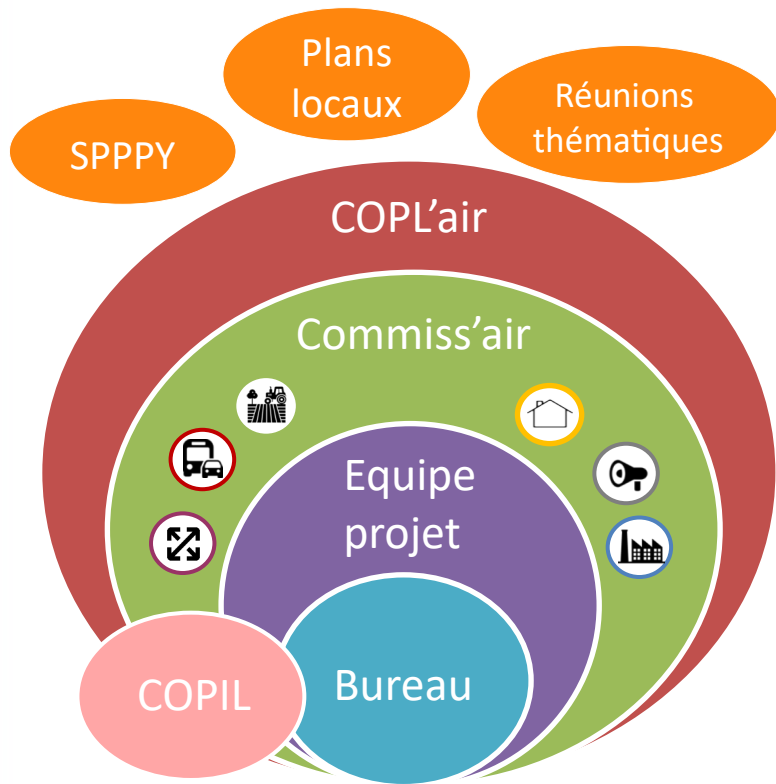 Plans
locaux
Réunions
thématiques
SPPPY
COPL’air
Commiss’air
Equipe
projet
COPIL
Bureau